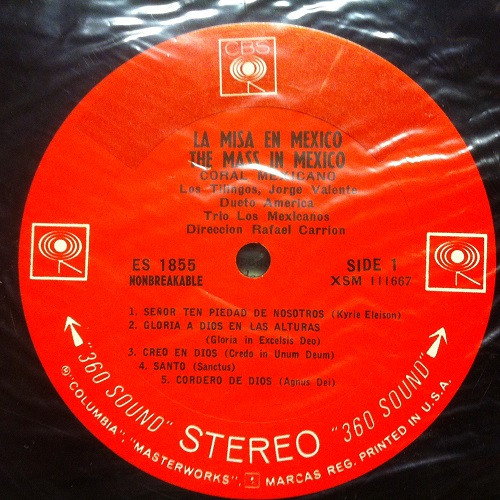 CBS
LA MISA EN MEXICO
THE MASS IN MEXICO
CORAL MEXICANO
Los Tilingos, Jorge Valente
Dueto America
Trio Los Mexicanos
Direccion Rafael Carrion
ES 1855
NONBREAKABLE
SIDE 1
XSM 111667
1. SEÑOR TEN PIEDAD DE NOSOTROS (Kyrie Eleison)
2. GLORIA A DIOS EN LAS ALTURAS
(Gloria in Excelsis Deo)
3. CREO EN DIOS (Credo in Unum Deum)
4. SANTO (Sanctus)
5. CORDERO DE DIOS (Agnus Dei)
"360 SOUND" STEREO "360 SOUND"
"COLUMBIA", "MASTERWORKS", MARCAS REG. PRINTED IN U.S.A.